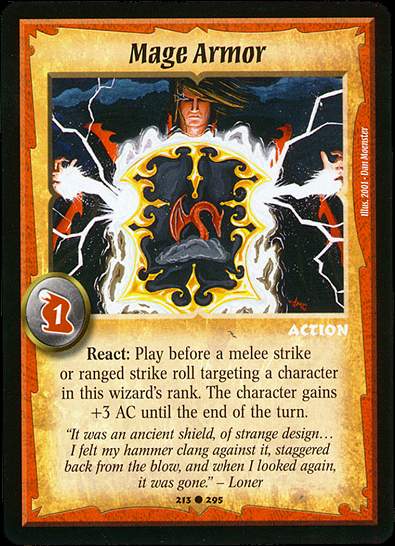 Mage Armor
Illus. 2001 - Dan Moenster
1
ACTION
React: Play before a melee strike
or ranged strike roll targeting a character
in this wizard's rank. The character gains
+3 AC until the end of the turn.
"It was an ancient shield, of strange design…
I felt my hammer clang against it, staggered
back from the blow, and when I looked again,
it was gone." – Loner
213 ● 295